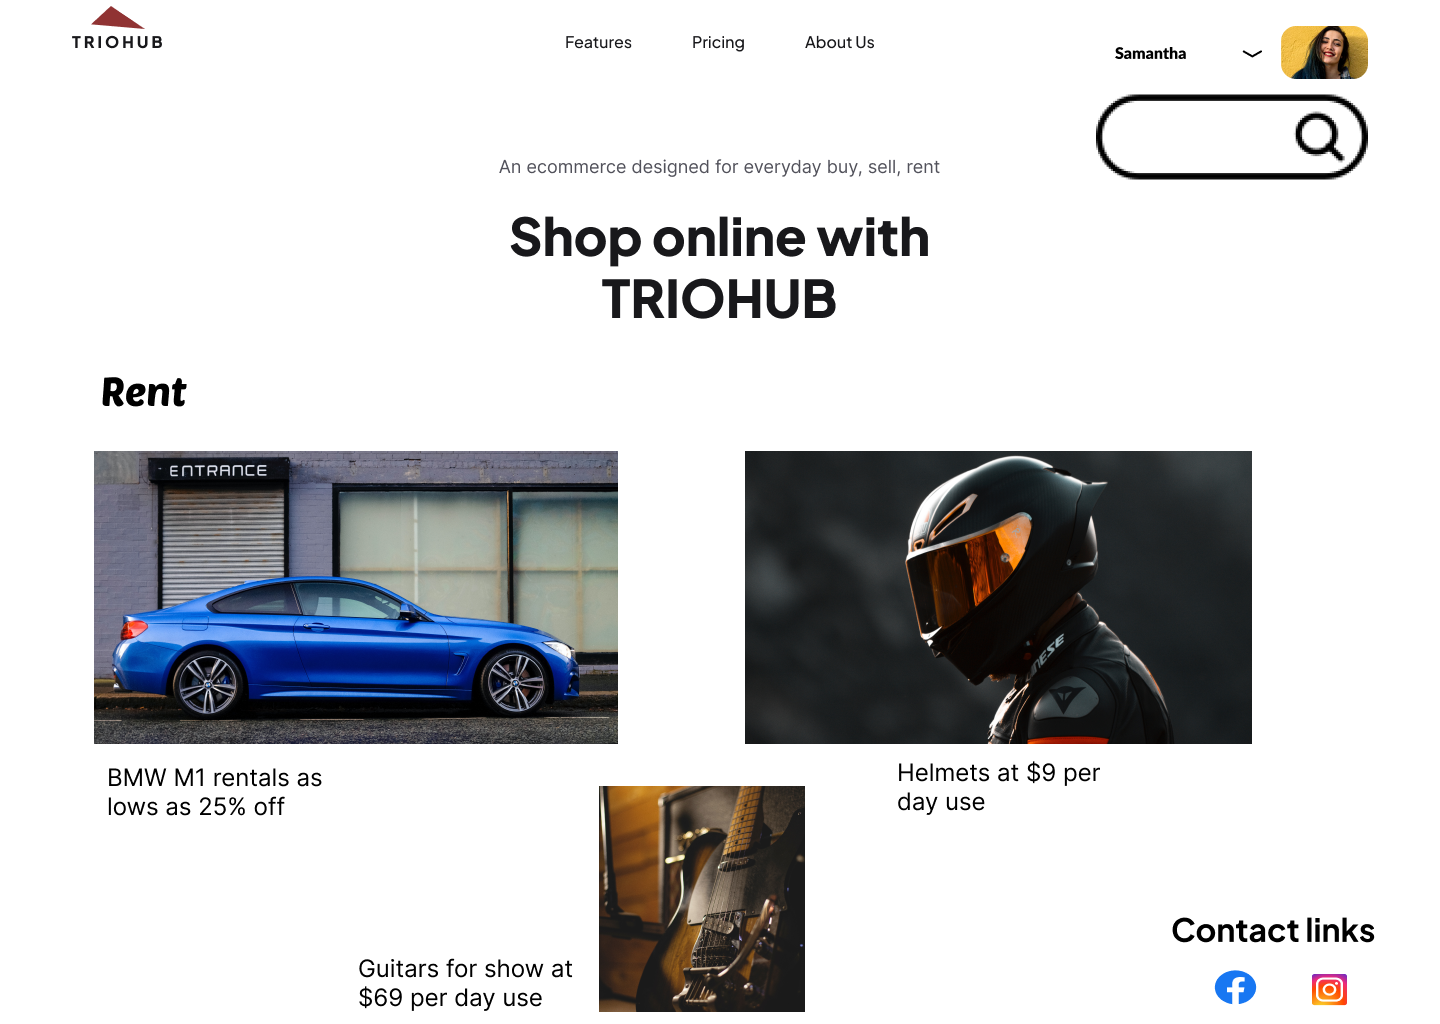 TRIOHUB
Features
Pricing
About Us
Samantha
An ecommerce designed for everyday buy, sell, rent
Shop online with
TRIOHUB
Rent
ENTRANCE
BMW M1 rentals as
lows as 25% off
Helmets at $9 per
day use
Guitars for show at
$69 per day use
Contact links